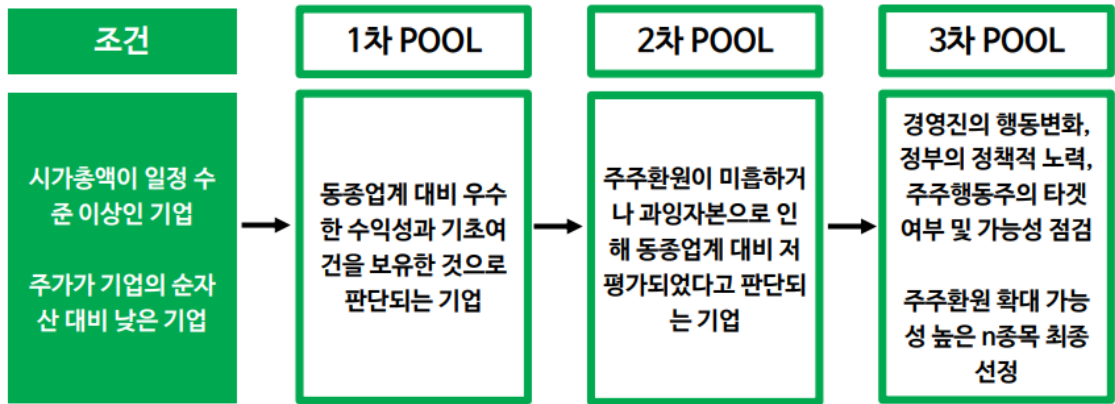 조건
시가총액이 일정 수
준 이상인 기업
주가가 기업의 순자
산 대비 낮은 기업
1차 POOL
동종업계 대비 우수
한 수익성과 기초여
건을 보유한 것으로
판단되는 기업
2차 POOL
주주환원이 미흡하거
나 과잉자본으로 인
해 동종업계 대비 저
평가되었다고 판단되
는 기업
3차 POOL
경영진의 행동변화,
정부의 정책적 노력,
주주행동주의 타겟
여부 및 가능성 점검
주주환원 확대 가능
성 높은 n종목 최종
선정